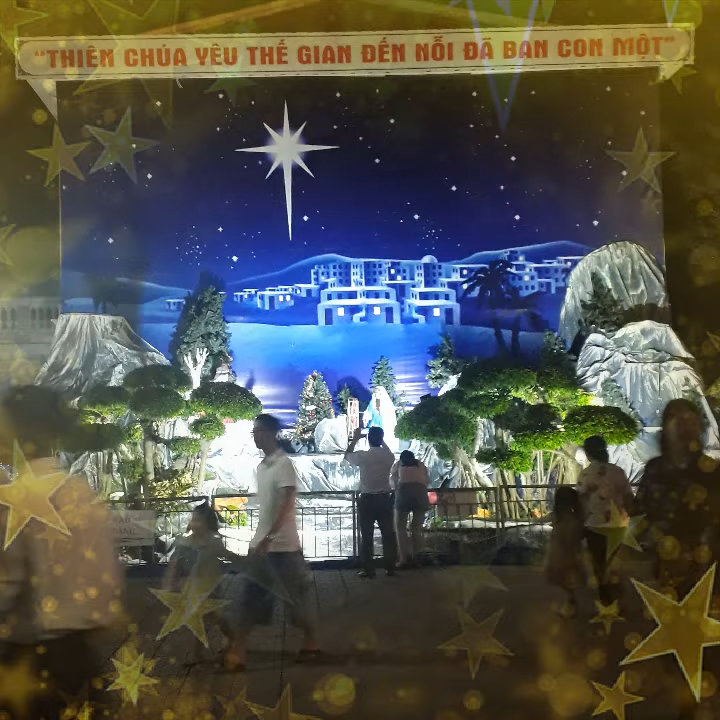 "THIÊN CHÚA YÊU THẾ GIAN ĐẾN NỖI ĐÃ BAN CON MỘT"